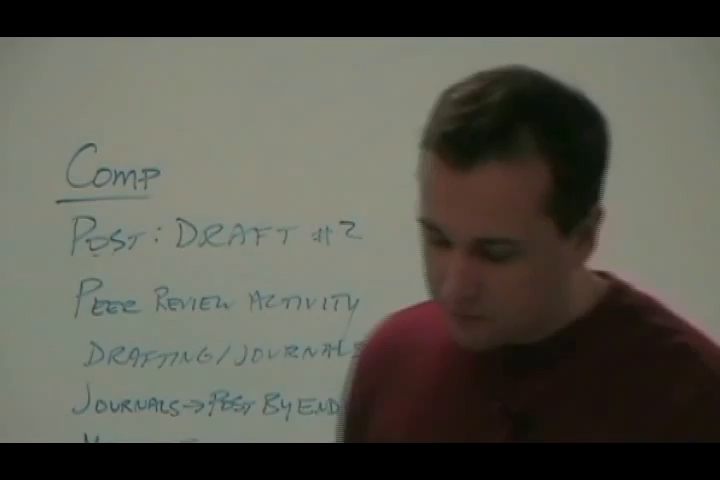 Comp
POST: DRAFT #2
PEER REVIEW ACTIVITY
DRAFTING/JOURNALS
JOURNALS→POST BY END